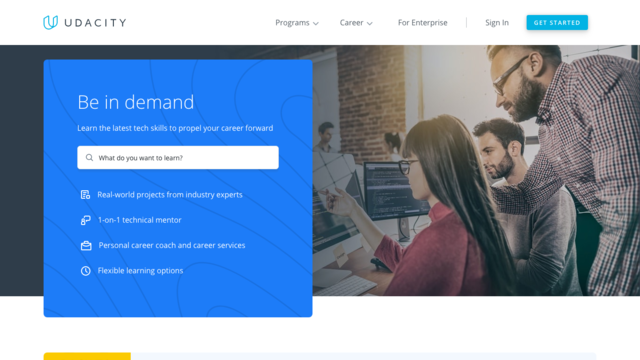 UDACITY
Programs
Career
For Enterprise
Sign In
GET STARTED
Be in demand
Learn the latest tech skills to propel your career forward
What do you want to learn?
Real-world projects from industry experts
1-on-1 technical mentor
Personal career coach and career services
Flexible learning options